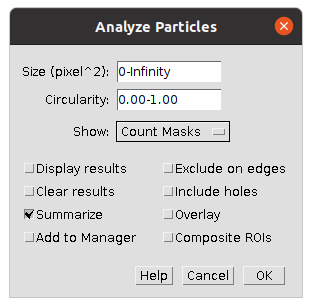 Analyze Particles
Size (pixel^2): 0-Infinity
Circularity: 0.00-1.00
Show: Count Masks
Display results Exclude on edges
Clear results Include holes
Summarize Overlay
Add to Manager Composite ROIs
Help Cancel OK